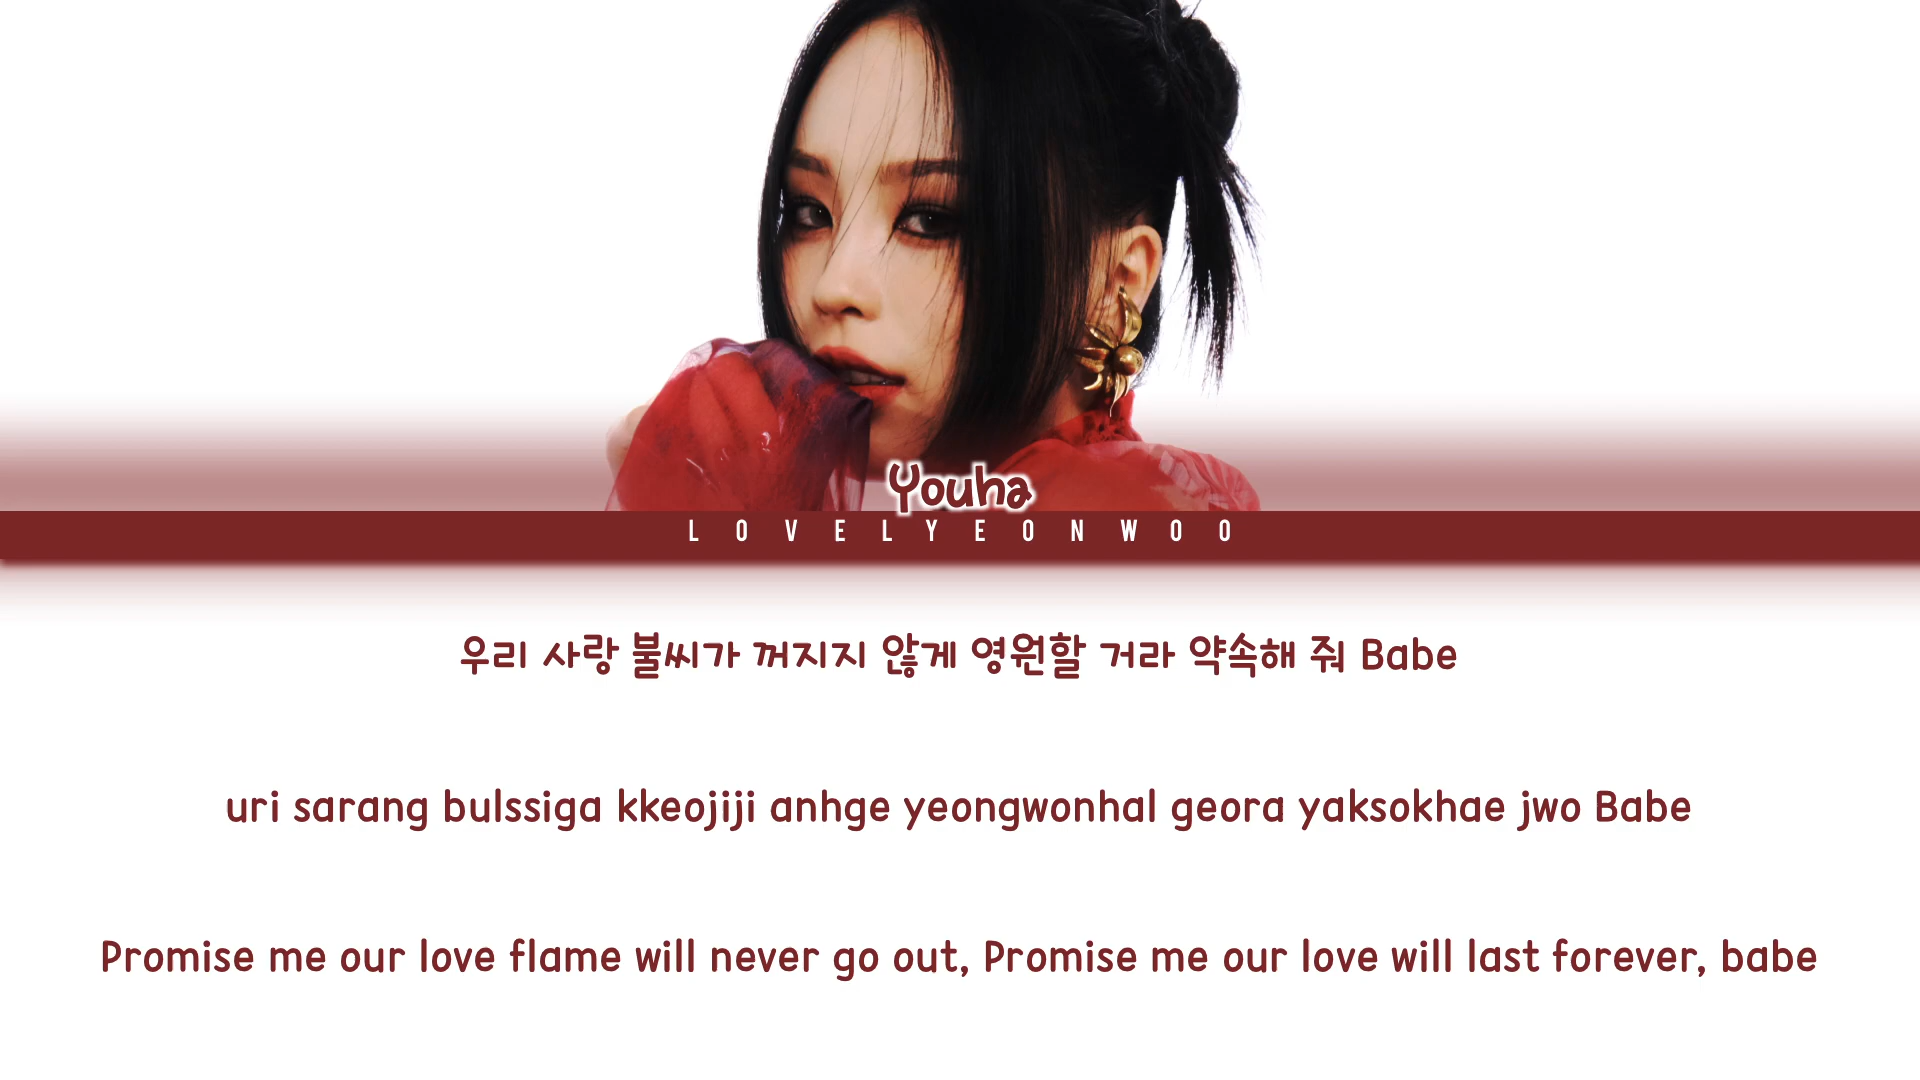 Youha
LOVELYEONWOO
우리 사랑 불씨가 꺼지지 않게 영원할 거라 약속해 줘 Babe
uri sarang bulssiga kkeojiji anhge yeongwonhal geora yaksokhae jwo Babe
Promise me our love flame will never go out, Promise me our love will last forever, babe